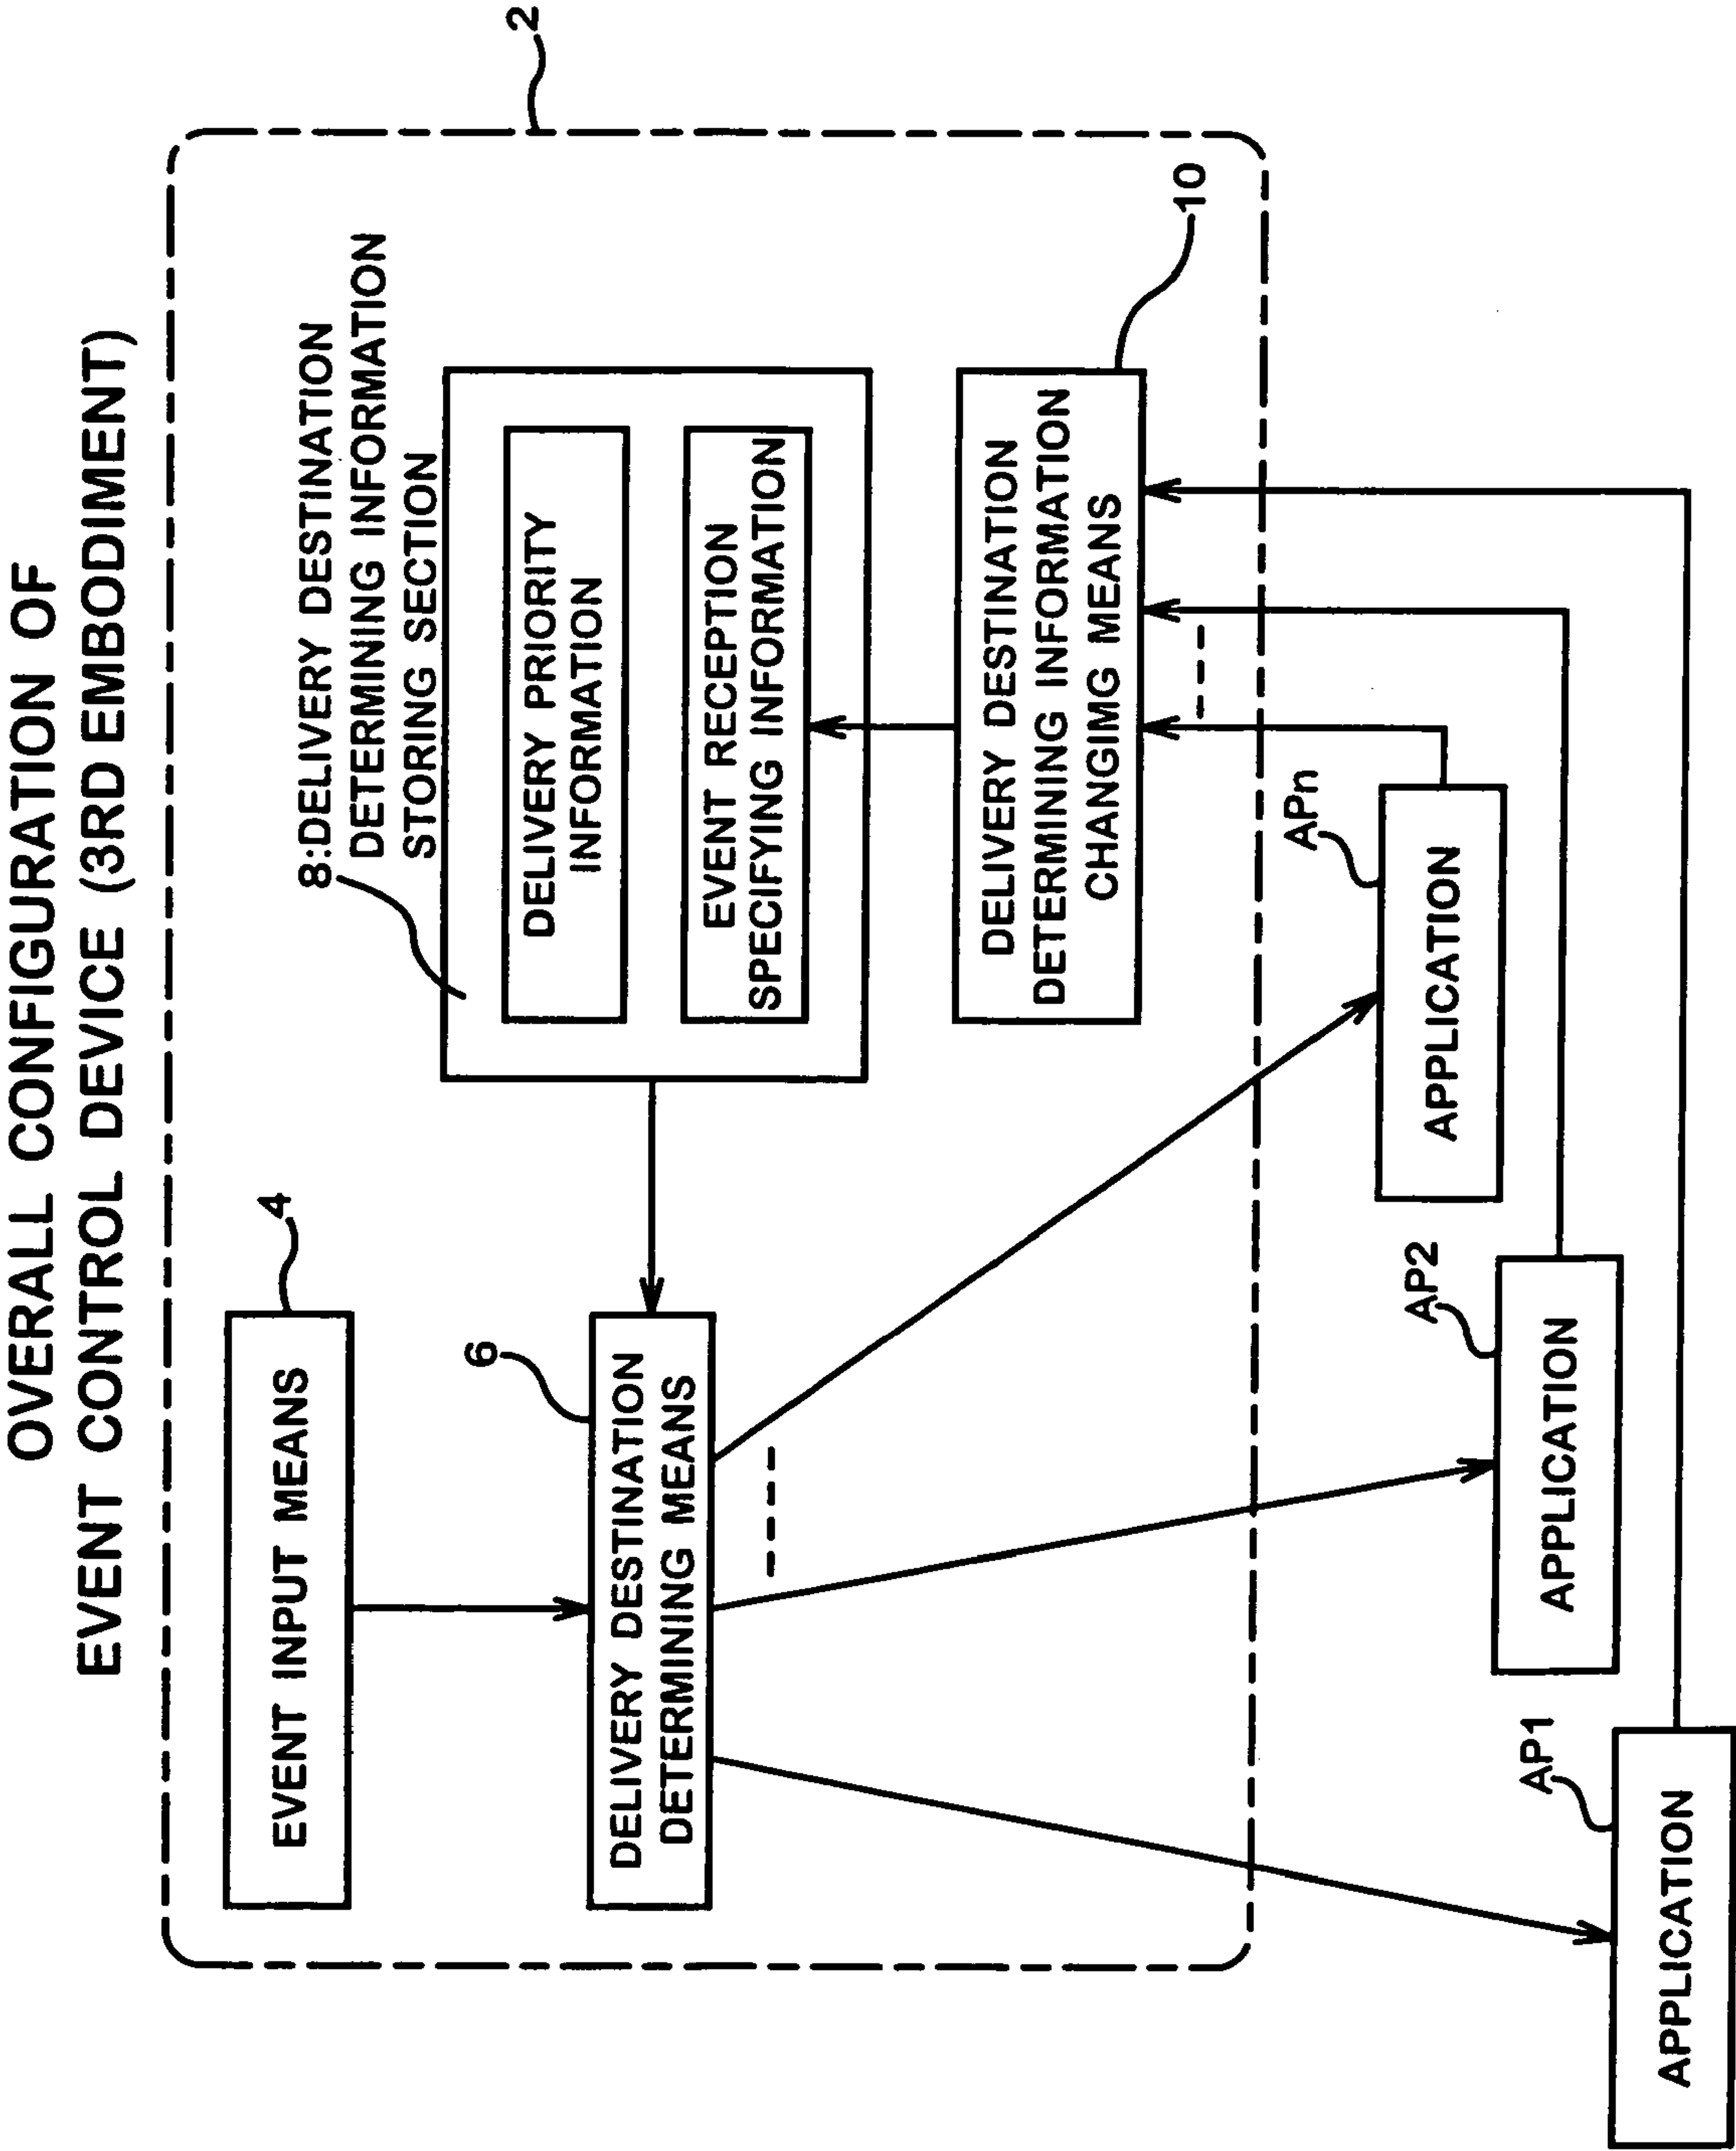 OVERALL CONFIGURATION OF
EVENT CONTROL DEVICE (3RD EMBODIMENT)
2
4
EVENT INPUT MEANS
8:DELIVERY DESTINATION
DETERMINING INFORMATION
STORING SECTION
DELIVERY PRIORITY
INFORMATION
EVENT RECEPTION
SPECIFYING INFORMATION
6
DELIVERY DESTINATION
DETERMINING MEANS
DELIVERY DESTINATION
DETERMINING INFORMATION
CHANGIMG MEANS
10
APn
APPLICATION
AP2
APPLICATION
AP1
APPLICATION